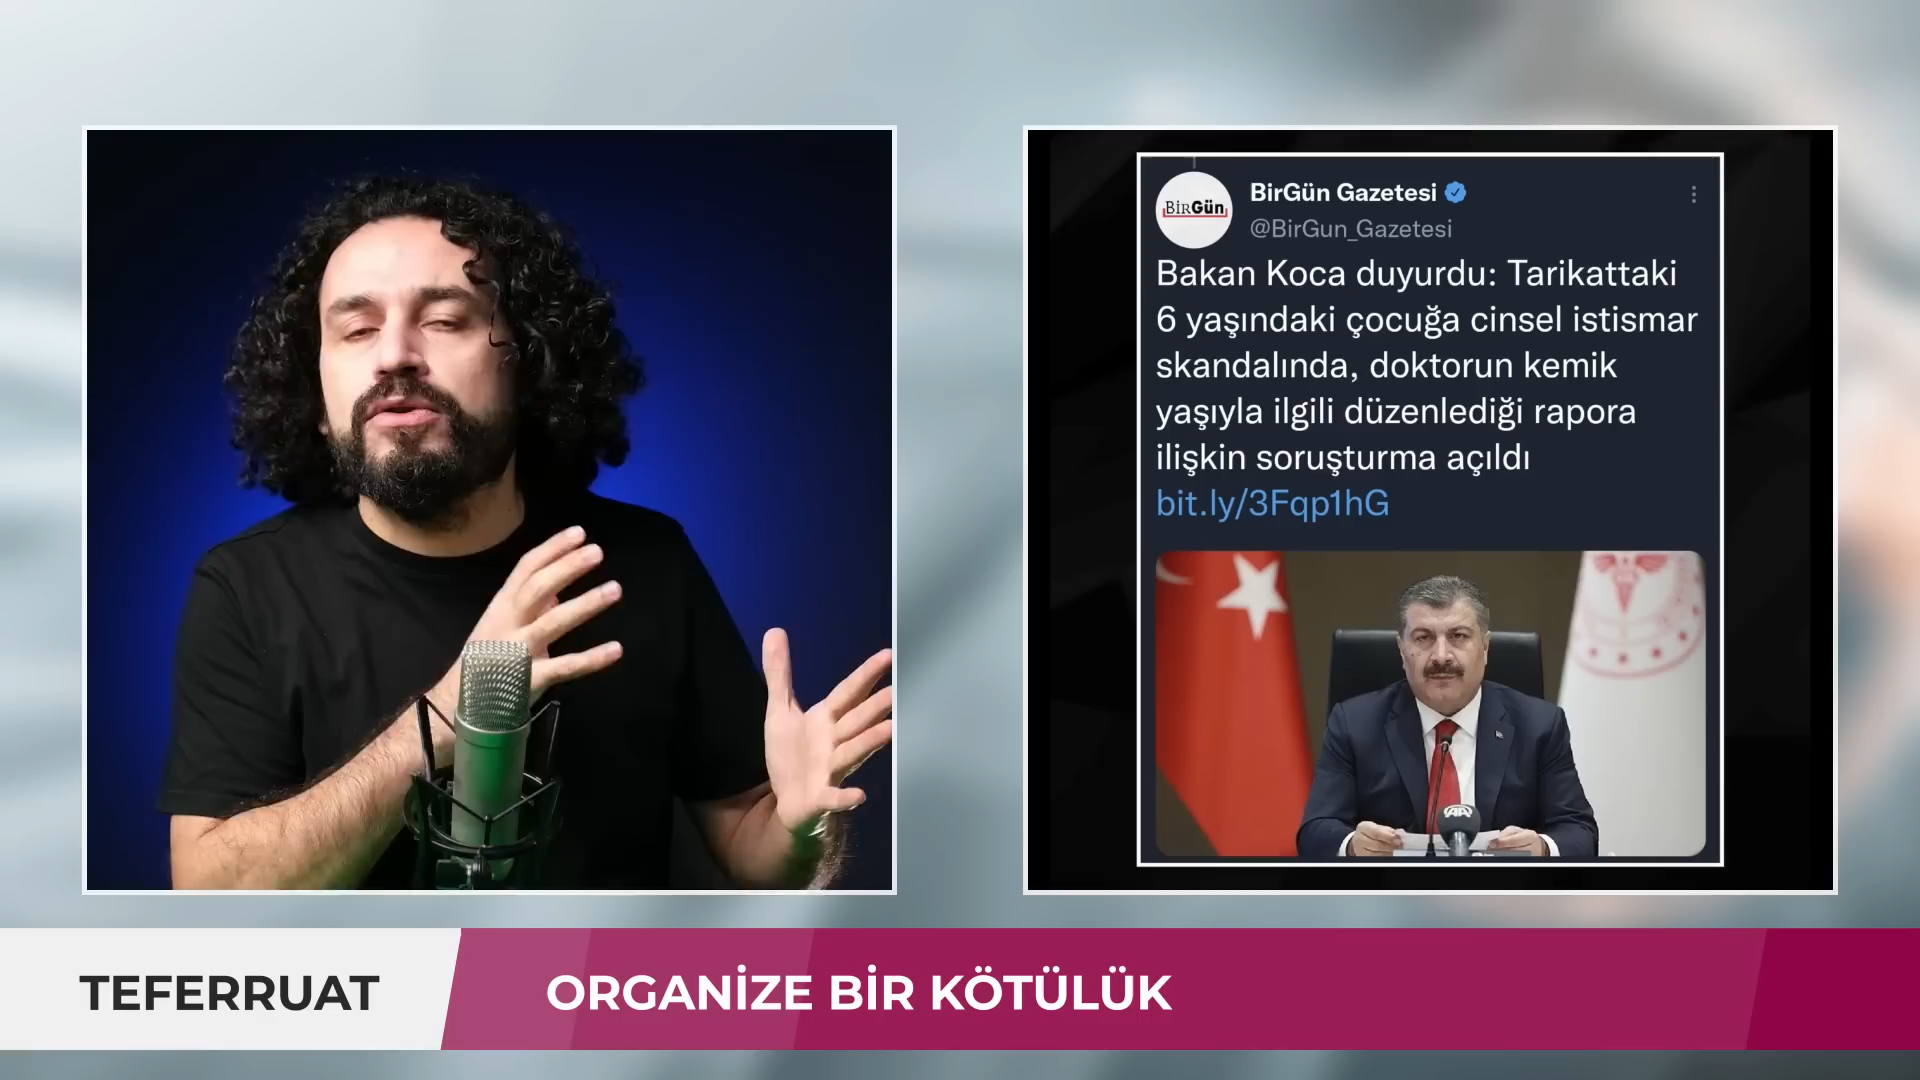 BirGün
BirGün Gazetesi
@BirGun_Gazetesi
Bakan Koca duyurdu: Tarikattaki
6 yaşındaki çocuğa cinsel istismar
skandalında, doktorun kemik
yaşıyla ilgili düzenlediği rapora
ilişkin soruşturma açıldı
bit.ly/3Fqp1hG
AA
TEFERRUAT
ORGANİZE BİR KÖTÜLÜK